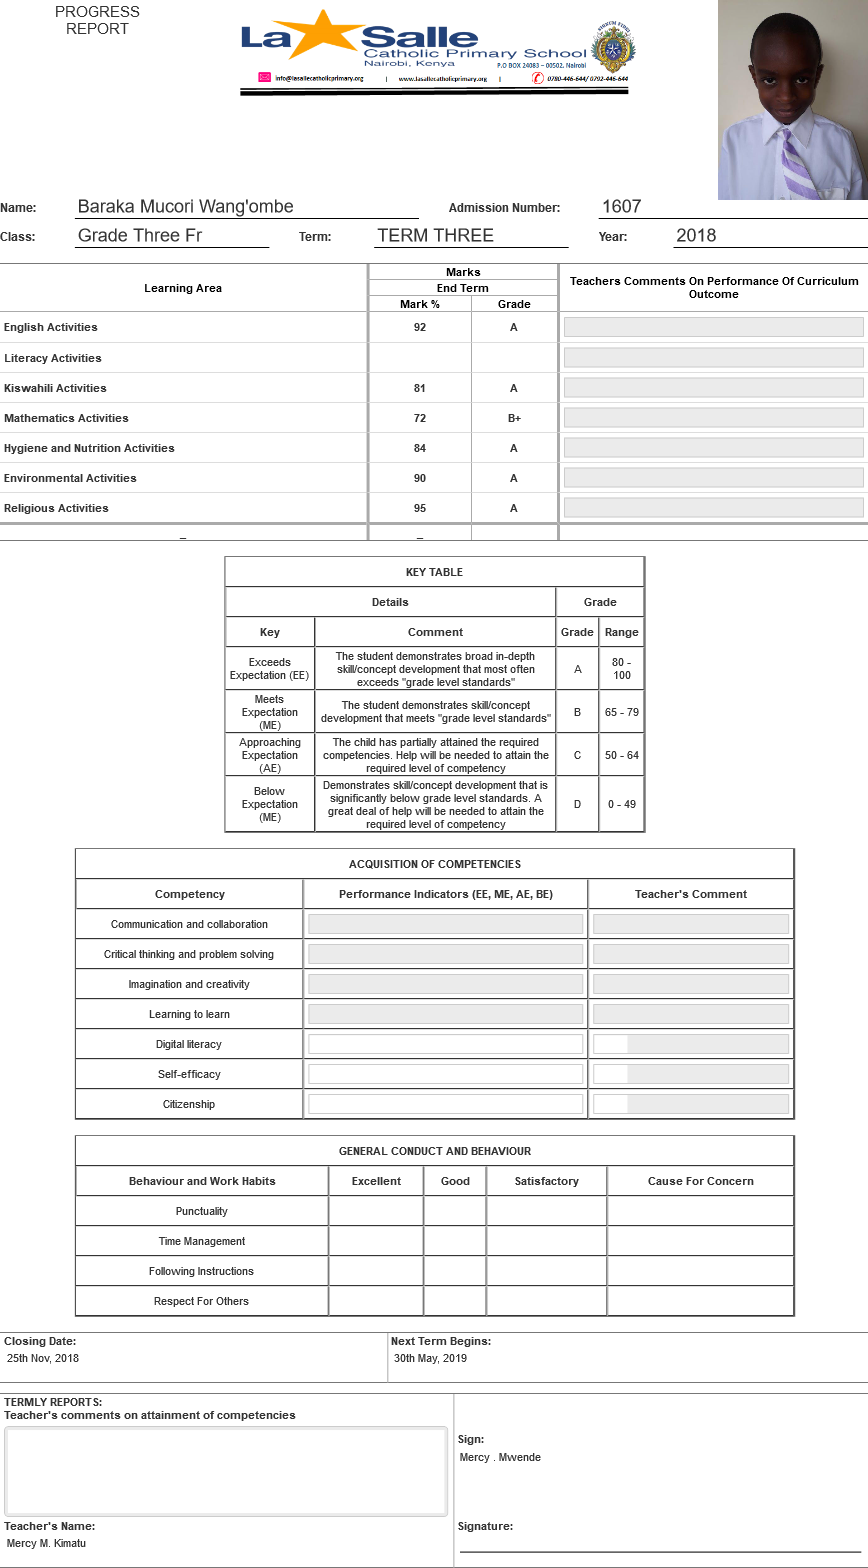 PROGRESS
REPORT
La Salle
Catholic Primary School
Nairobi, Kenya
P.O BOX 24083 – 00502, Nairobi
info@lasallecatholicprimary.org | www.lasallecatholicprimary.org | 0780-446-644/ 0792-446-644
Name: Baraka Mucori Wang'ombe Admission Number: 1607
Class: Grade Three Fr Term: TERM THREE Year: 2018
Learning Area Marks Teachers Comments On Performance Of Curriculum Outcome
End Term
Mark % Grade
English Activities 92 A
Literacy Activities
Kiswahili Activities 81 A
Mathematics Activities 72 B+
Hygiene and Nutrition Activities 84 A
Environmental Activities 90 A
Religious Activities 95 A
_ _
KEY TABLE
Details Grade
Key Comment Grade Range
Exceeds Expectation (EE) The student demonstrates broad in-depth skill/concept development that most often exceeds "grade level standards" A 80 - 100
Meets Expectation (ME) The student demonstrates skill/concept development that meets "grade level standards" B 65 - 79
Approaching Expectation (AE) The child has partially attained the required competencies. Help will be needed to attain the required level of competency C 50 - 64
Below Expectation (ME) Demonstrates skill/concept development that is significantly below grade level standards. A great deal of help will be needed to attain the required level of competency D 0 - 49
ACQUISITION OF COMPETENCIES
Competency Performance Indicators (EE, ME, AE, BE) Teacher's Comment
Communication and collaboration
Critical thinking and problem solving
Imagination and creativity
Learning to learn
Digital literacy
Self-efficacy
Citizenship
GENERAL CONDUCT AND BEHAVIOUR
Behaviour and Work Habits Excellent Good Satisfactory Cause For Concern
Punctuality
Time Management
Following Instructions
Respect For Others
Closing Date: Next Term Begins:
25th Nov, 2018 30th May, 2019
TERMLY REPORTS:
Teacher's comments on attainment of competencies
Sign:
Mercy . Mwende
Teacher's Name: Signature:
Mercy M. Kimatu